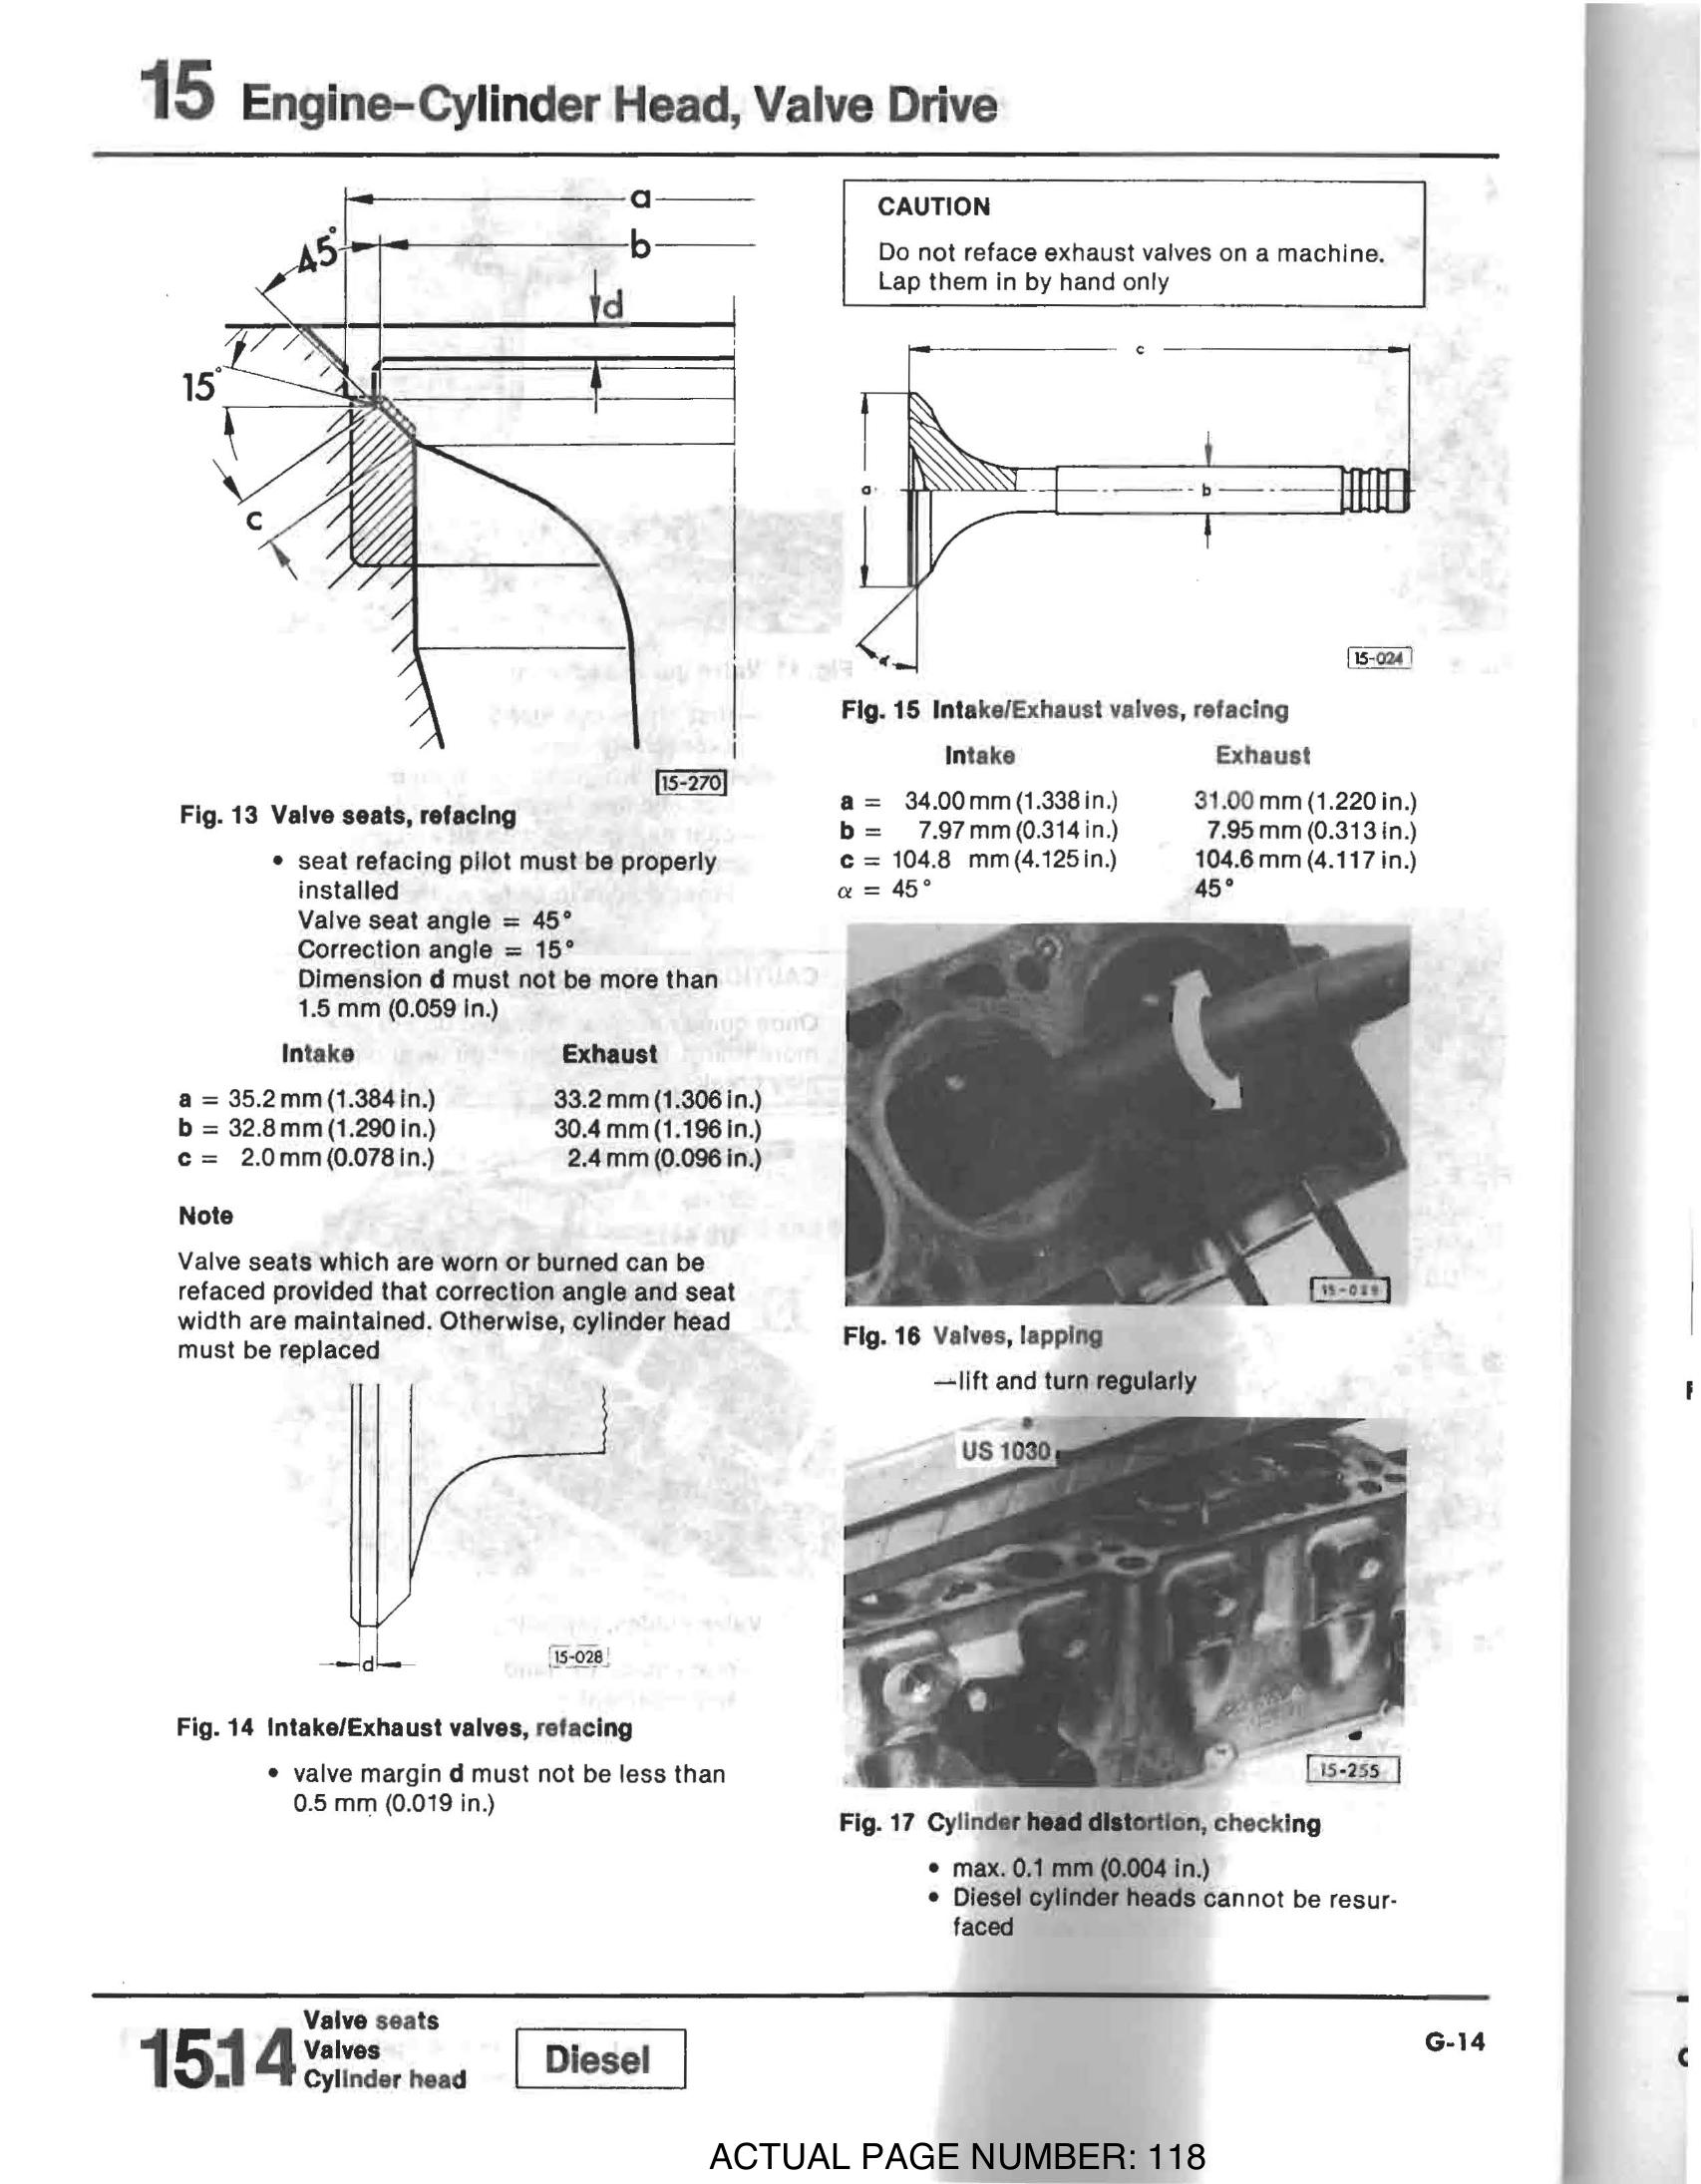 15 Engine-Cylinder Head, Valve Drive
a
b
45°
d
15°
c
15-270
Fig. 13 Valve seats, refacing
• seat refacing pilot must be properly
installed
Valve seat angle = 45°
Correction angle = 15°
Dimension d must not be more than
1.5 mm (0.059 in.)
Intake Exhaust
a = 35.2 mm (1.384 in.) 33.2 mm (1.306 in.)
b = 32.8 mm (1.290 in.) 30.4 mm (1.196 in.)
c = 2.0 mm (0.078 in.) 2.4 mm (0.096 in.)
Note
Valve seats which are worn or burned can be
refaced provided that correction angle and seat
width are maintained. Otherwise, cylinder head
must be replaced
d
15-028
Fig. 14 Intake/Exhaust valves, refacing
• valve margin d must not be less than
0.5 mm (0.019 in.)
CAUTION
Do not reface exhaust valves on a machine.
Lap them in by hand only
c
a
b
α
15-024
Fig. 15 Intake/Exhaust valves, refacing
Intake Exhaust
a = 34.00 mm (1.338 in.) 31.00 mm (1.220 in.)
b = 7.97 mm (0.314 in.) 7.95 mm (0.313 in.)
c = 104.8 mm (4.125 in.) 104.6 mm (4.117 in.)
α = 45° 45°
Fig. 16 Valves, lapping
—lift and turn regularly
US 1030
15-255
Fig. 17 Cylinder head distortion, checking
• max. 0.1 mm (0.004 in.)
• Diesel cylinder heads cannot be resur-
faced
15.14
Valve seats
Valves
Cylinder head
Diesel
G-14
ACTUAL PAGE NUMBER: 118